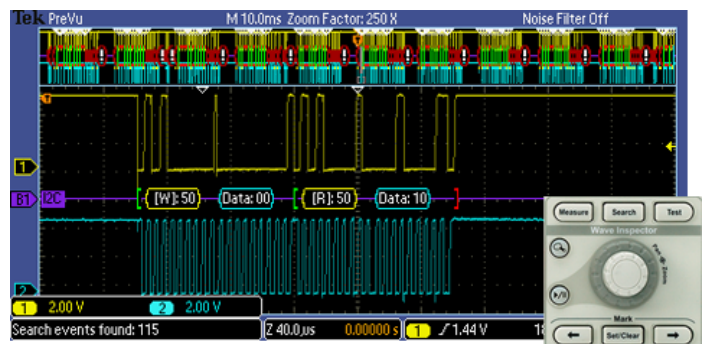 Tek PreVu M 10.0ms Zoom Factor: 250 X Noise Filter Off
1
B1 I2C [W]: 50 Data: 00 [R]: 50 Data: 10
2
1 2.00 V 2 2.00 V
Search events found: 115 Z 40.0µs 0.00000 s 1 1.44 V
Measure Search Test
Wave Inspector
Pan Zoom
Mark
Set/Clear